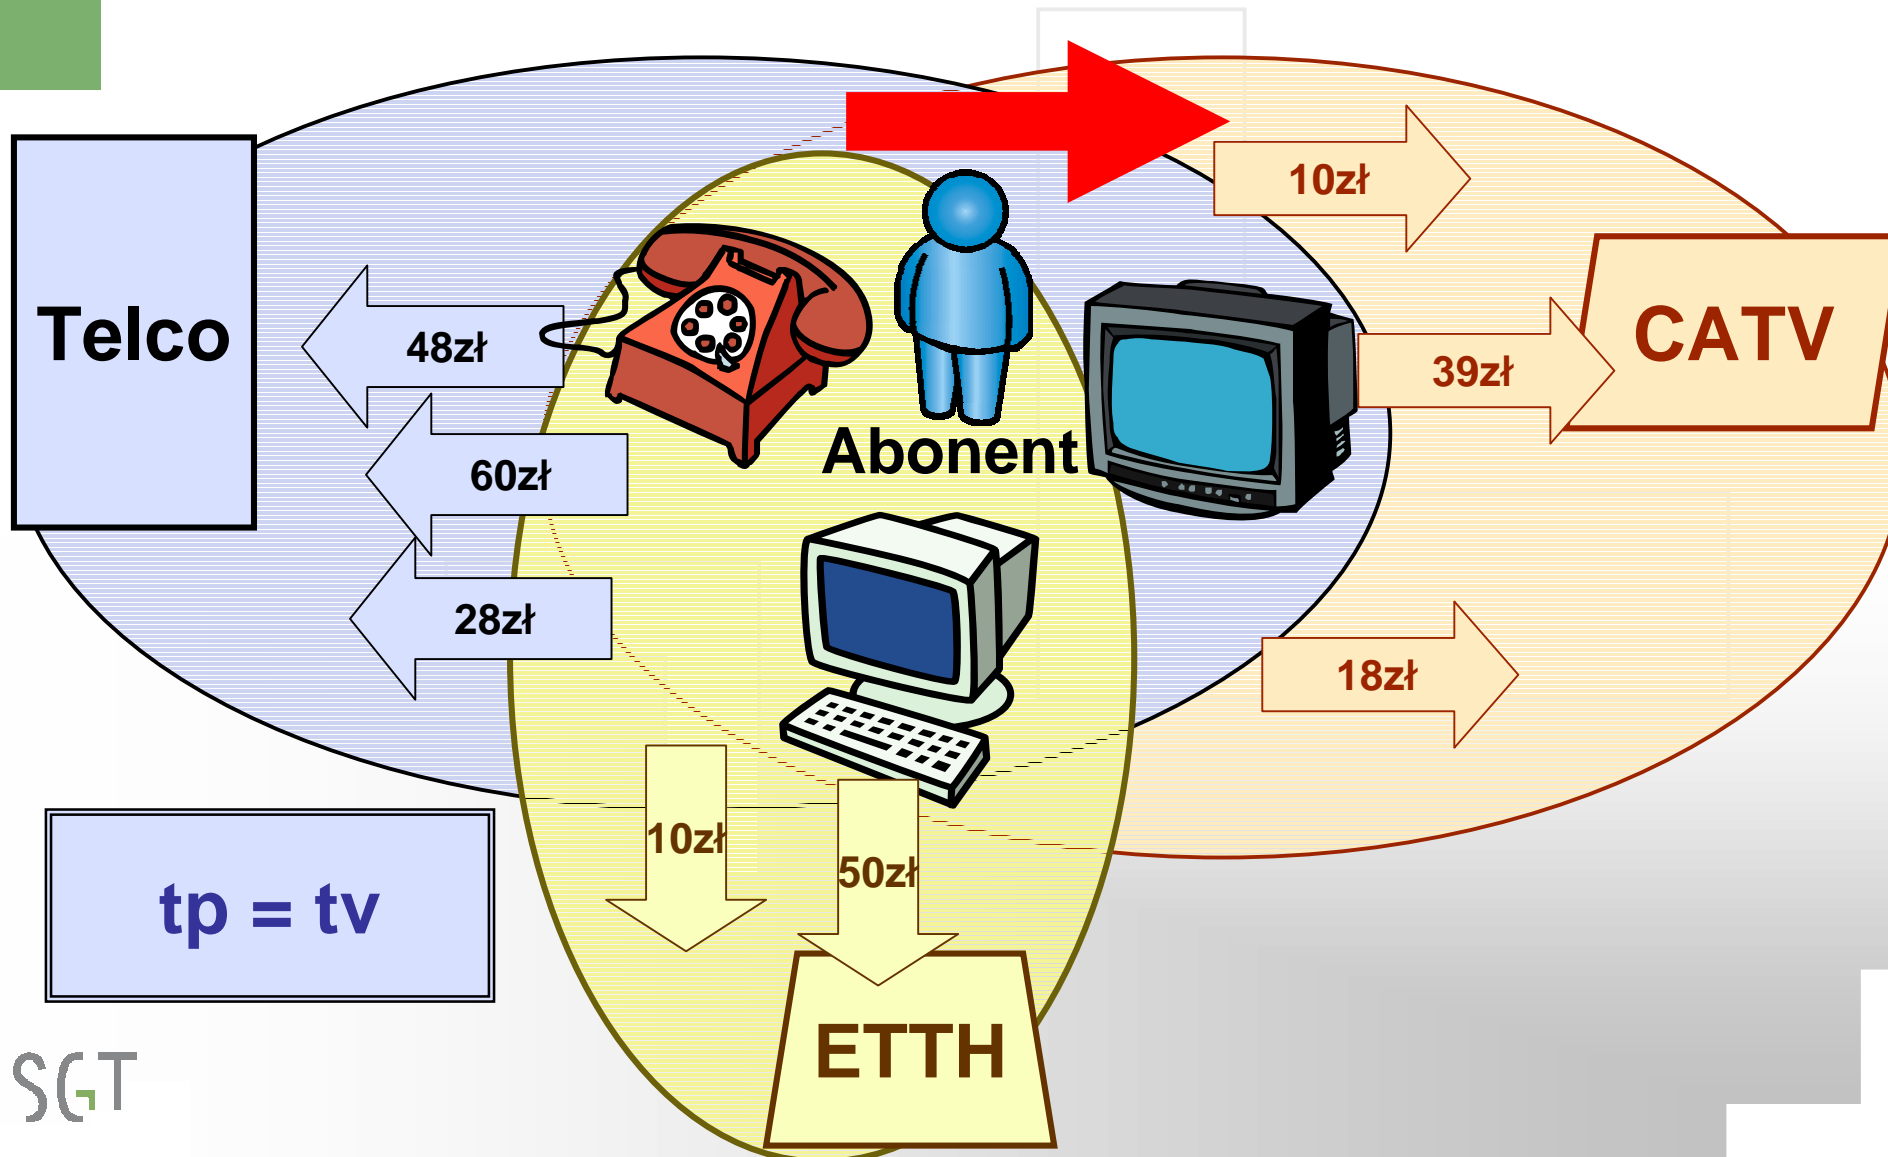 10zł
Telco
CATV
48zł
39zł
Abonent
60zł
28zł
18zł
10zł
50zł
tp = tv
ETTH
SGT